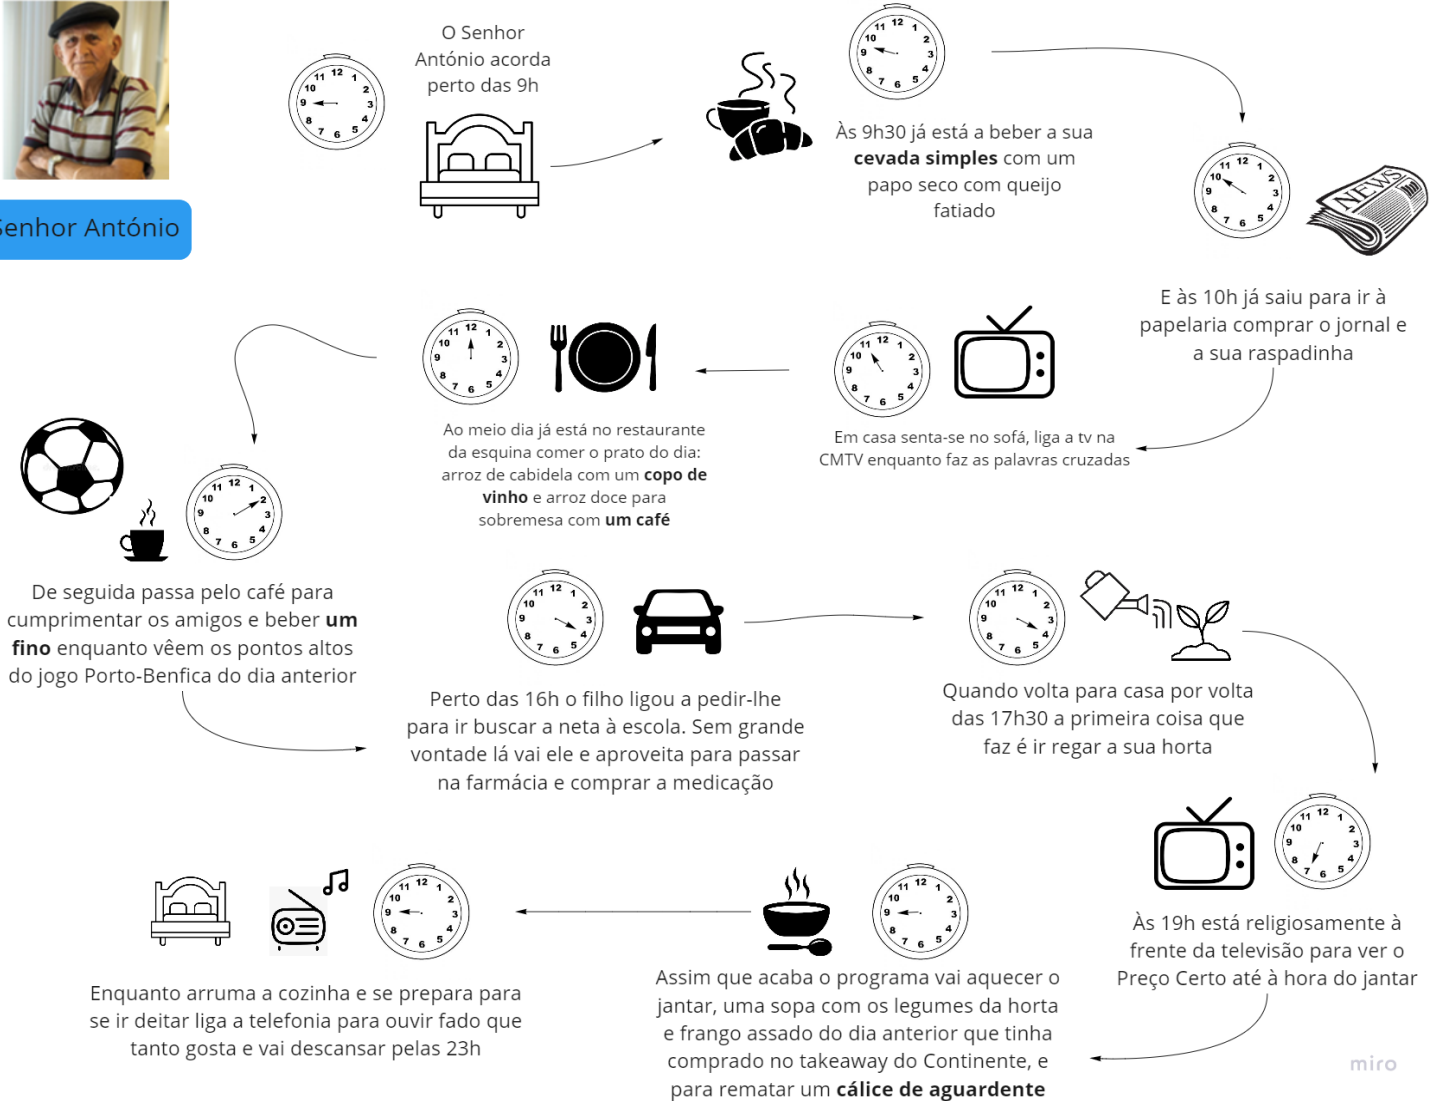 Senhor António
O Senhor
António acorda
perto das 9h
Às 9h30 já está a beber a sua
cevada simples com um
papo seco com queijo
fatiado
NEWS
E às 10h já saiu para ir à
papelaria comprar o jornal e
a sua raspadinha
Em casa senta-se no sofá, liga a tv na
CMTV enquanto faz as palavras cruzadas
Ao meio dia já está no restaurante
da esquina comer o prato do dia:
arroz de cabidela com um copo de
vinho e arroz doce para
sobremesa com um café
De seguida passa pelo café para
cumprimentar os amigos e beber um
fino enquanto vêem os pontos altos
do jogo Porto-Benfica do dia anterior
Perto das 16h o filho ligou a pedir-lhe
para ir buscar a neta à escola. Sem grande
vontade lá vai ele e aproveita para passar
na farmácia e comprar a medicação
Quando volta para casa por volta
das 17h30 a primeira coisa que
faz é ir regar a sua horta
Às 19h está religiosamente à
frente da televisão para ver o
Preço Certo até à hora do jantar
Assim que acaba o programa vai aquecer o
jantar, uma sopa com os legumes da horta
e frango assado do dia anterior que tinha
comprado no takeaway do Continente, e
para rematar um cálice de aguardente
Enquanto arruma a cozinha e se prepara para
se ir deitar liga a telefonia para ouvir fado que
tanto gosta e vai descansar pelas 23h
miro